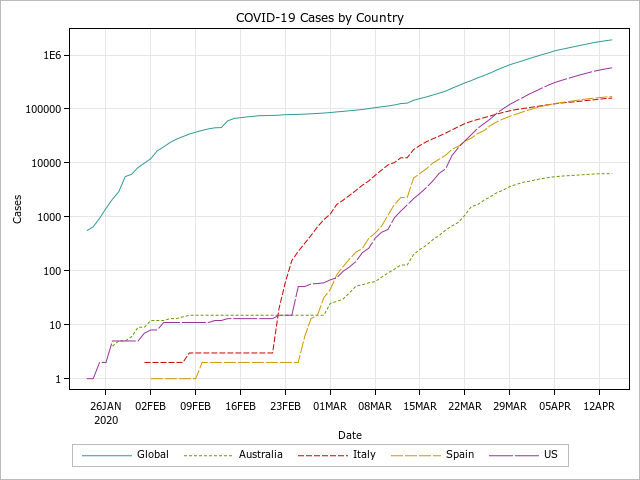 COVID-19 Cases by Country
Cases
1E6
100000
10000
1000
100
10
1
26JAN 02FEB 09FEB 16FEB 23FEB 01MAR 08MAR 15MAR 22MAR 29MAR 05APR 12APR
2020
Date
Global Australia Italy Spain US